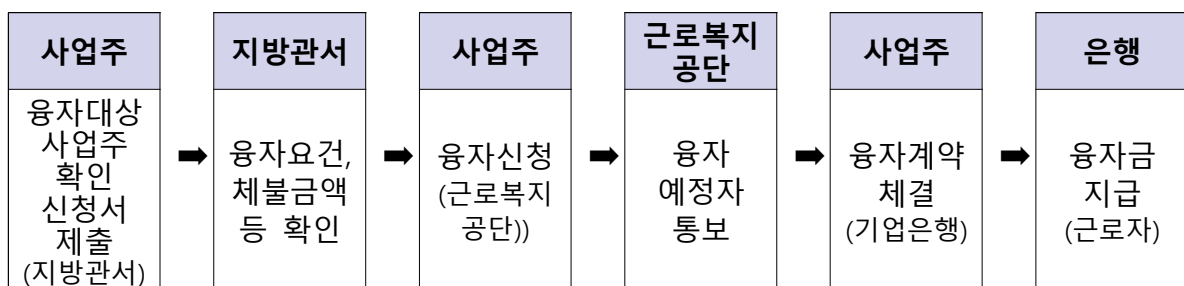 사업주
융자대상
사업주
확인
신청서
제출
(지방관서)
➡
지방관서
융자요건,
체불금액
등 확인
➡
사업주
융자신청
(근로복지
공단))
➡
근로복지
공단
융자
예정자
통보
➡
사업주
융자계약
체결
(기업은행)
➡
은행
융자금
지급
(근로자)